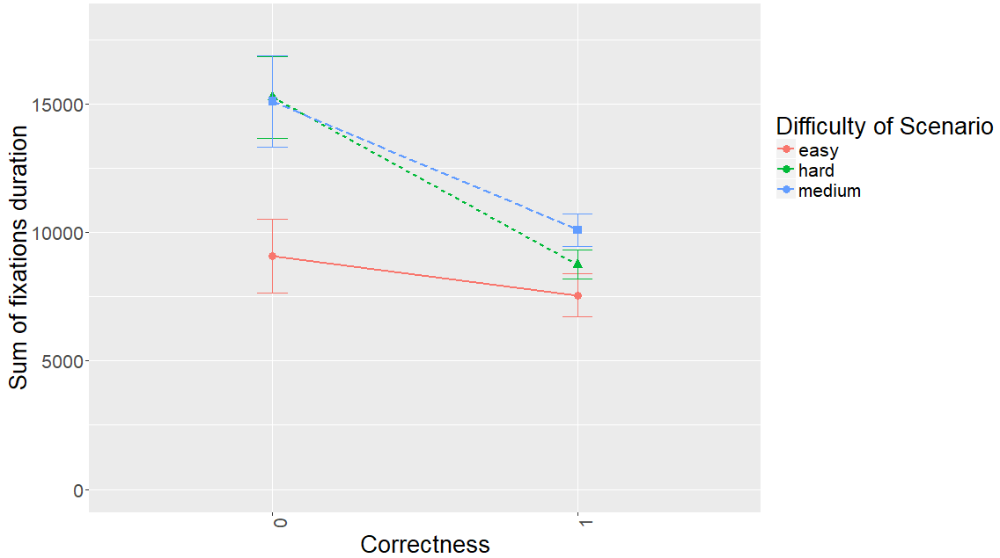 15000
10000
5000
0
Sum of fixations duration
0
1
Correctness
Difficulty of Scenario
easy
hard
medium